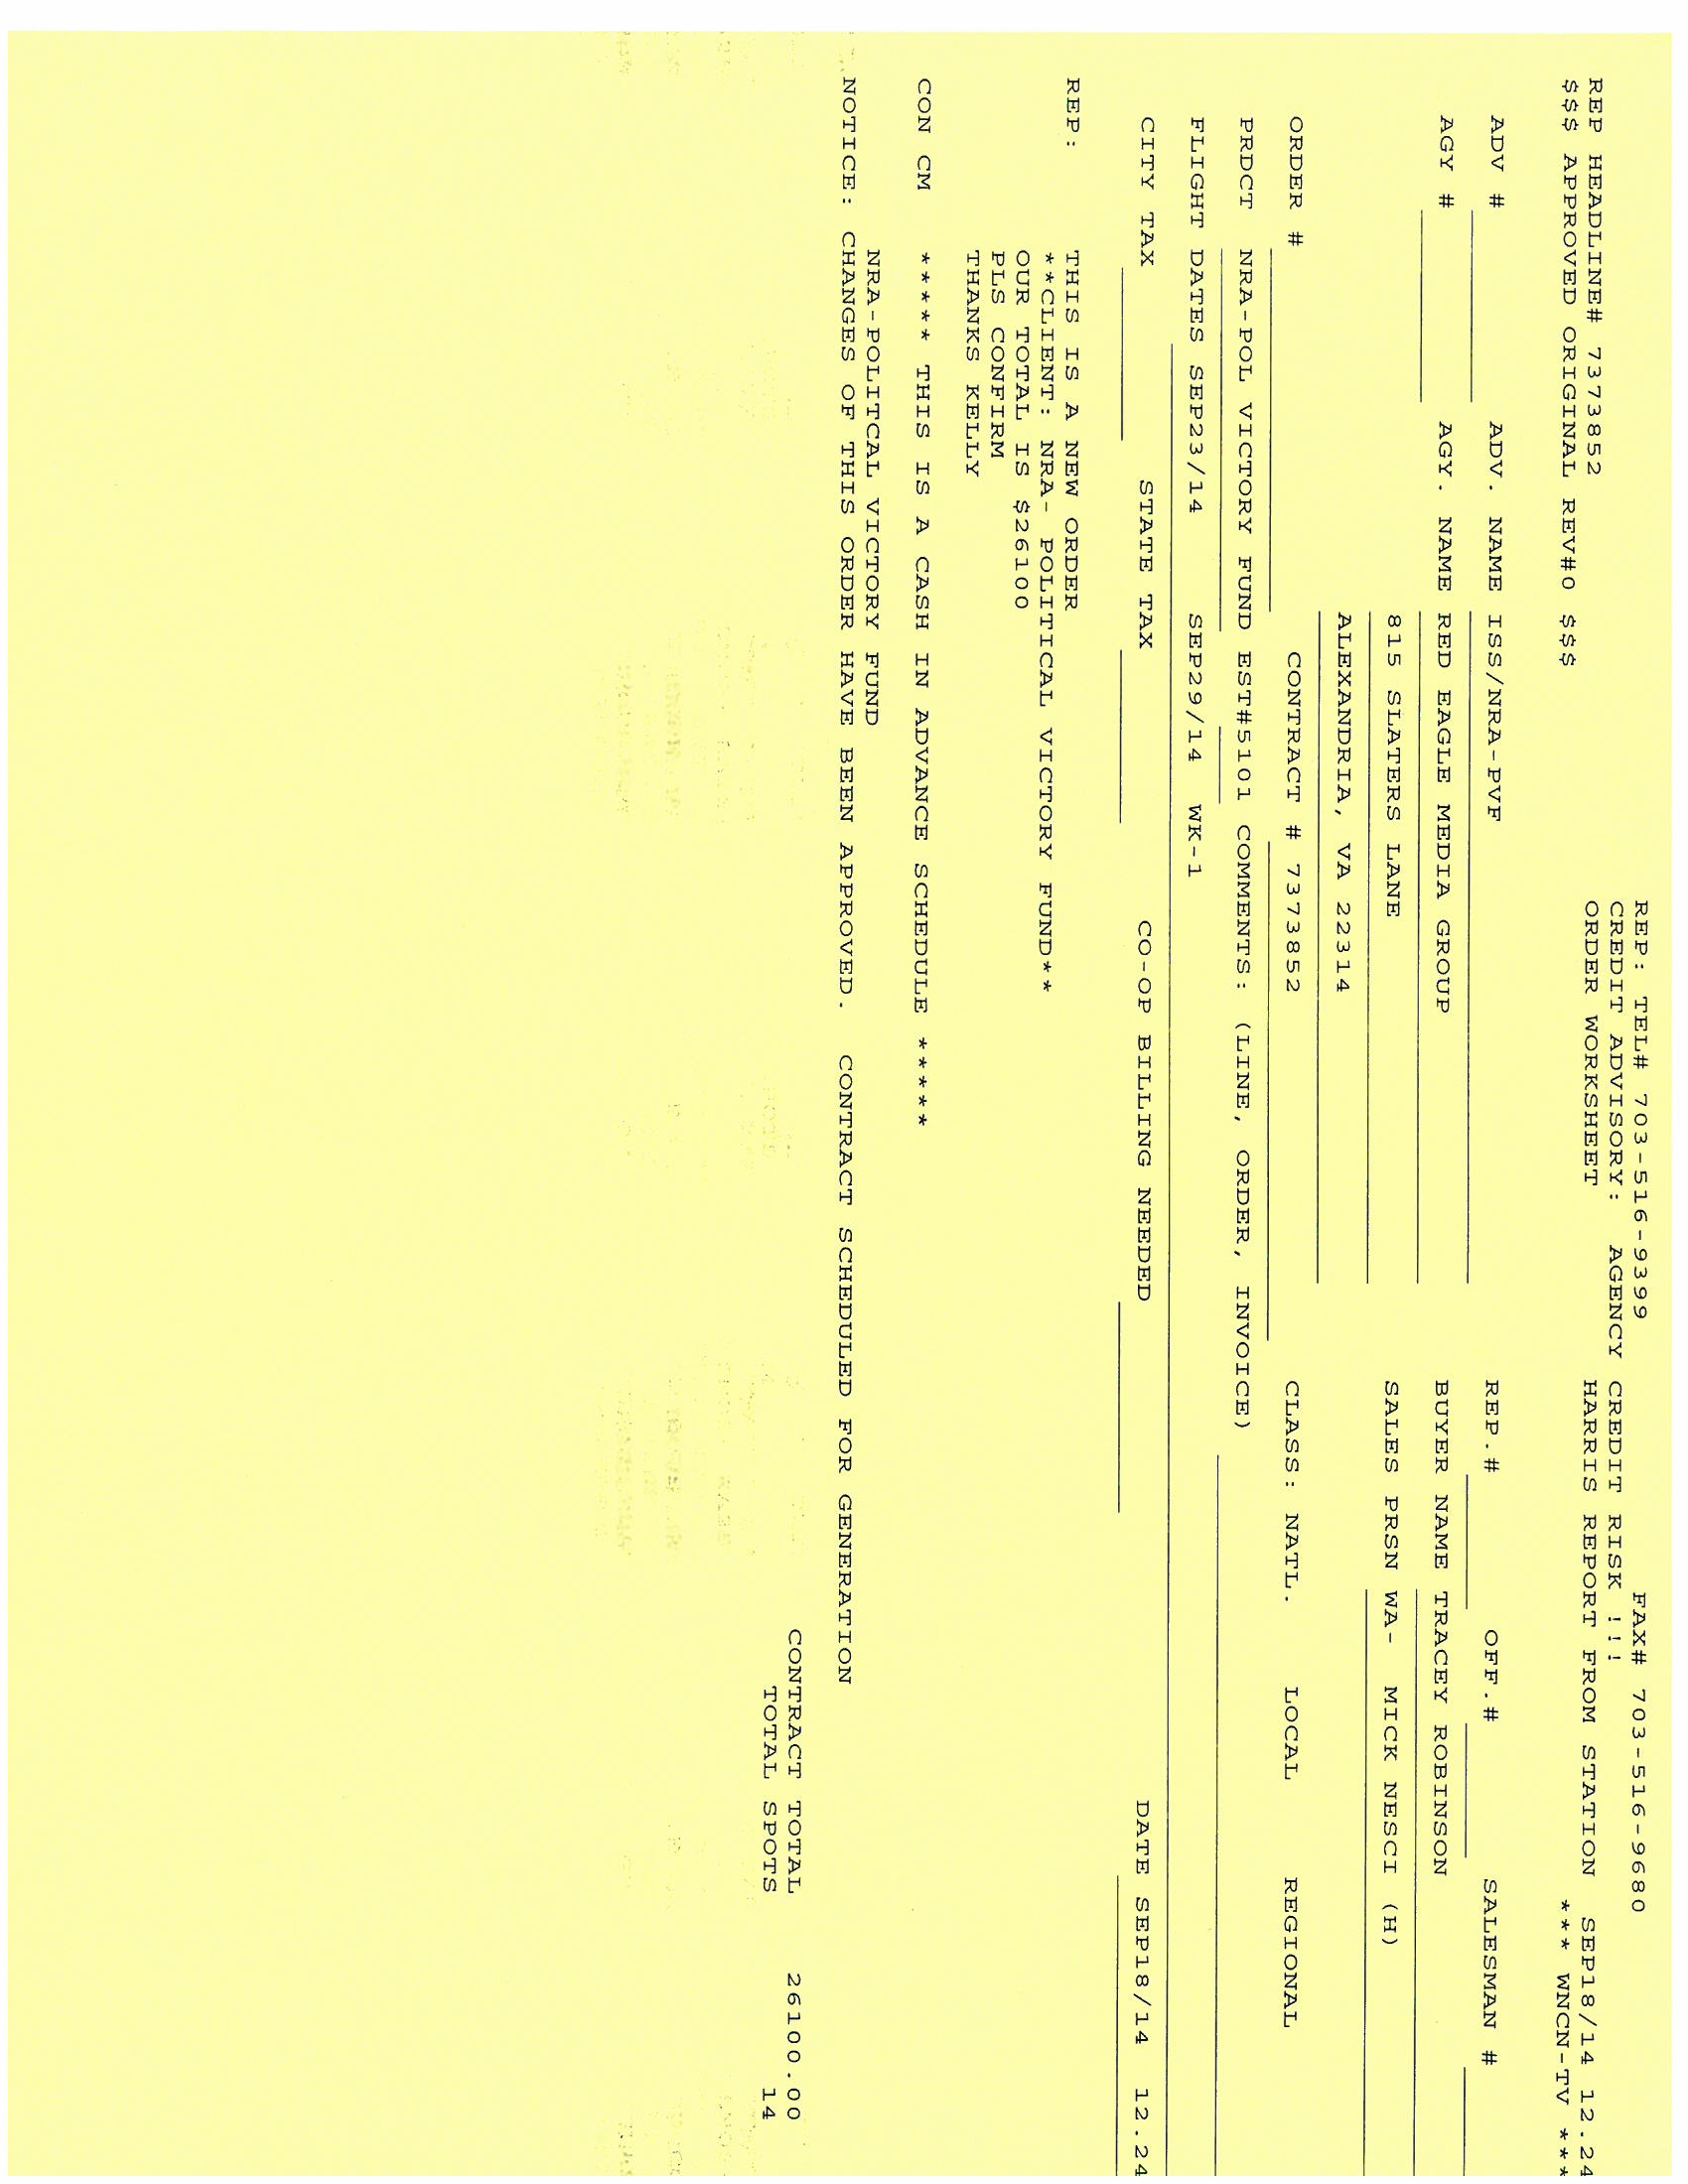 REP: TEL# 703-516-9399 FAX# 703-516-9680
CREDIT ADVISORY: AGENCY CREDIT RISK !!!
REP HEADLINE# 7373852 ORDER WORKSHEET HARRIS REPORT FROM STATION SEP18/14 12.24
$$$ APPROVED ORIGINAL REV#0 $$$ *** WNCN-TV ***
ADV # ADV. NAME ISS/NRA-PVF REP.# OFF.# SALESMAN #
AGY # AGY. NAME RED EAGLE MEDIA GROUP BUYER NAME TRACEY ROBINSON
815 SLATERS LANE SALES PRSN WA- MICK NESCI (H)
ALEXANDRIA, VA 22314
ORDER # CONTRACT # 7373852 CLASS: NATL. LOCAL REGIONAL
PRDCT NRA-POL VICTORY FUND EST#5101 COMMENTS: (LINE, ORDER, INVOICE)
FLIGHT DATES SEP23/14 SEP29/14 WK-1
CITY TAX STATE TAX CO-OP BILLING NEEDED DATE SEP18/14 12.24
REP: THIS IS A NEW ORDER
**CLIENT: NRA- POLITICAL VICTORY FUND**
OUR TOTAL IS $26100
PLS CONFIRM
THANKS KELLY
CON CM ***** THIS IS A CASH IN ADVANCE SCHEDULE *****
NRA-POLITCAL VICTORY FUND
NOTICE: CHANGES OF THIS ORDER HAVE BEEN APPROVED. CONTRACT SCHEDULED FOR GENERATION
CONTRACT TOTAL 26100.00
TOTAL SPOTS 14